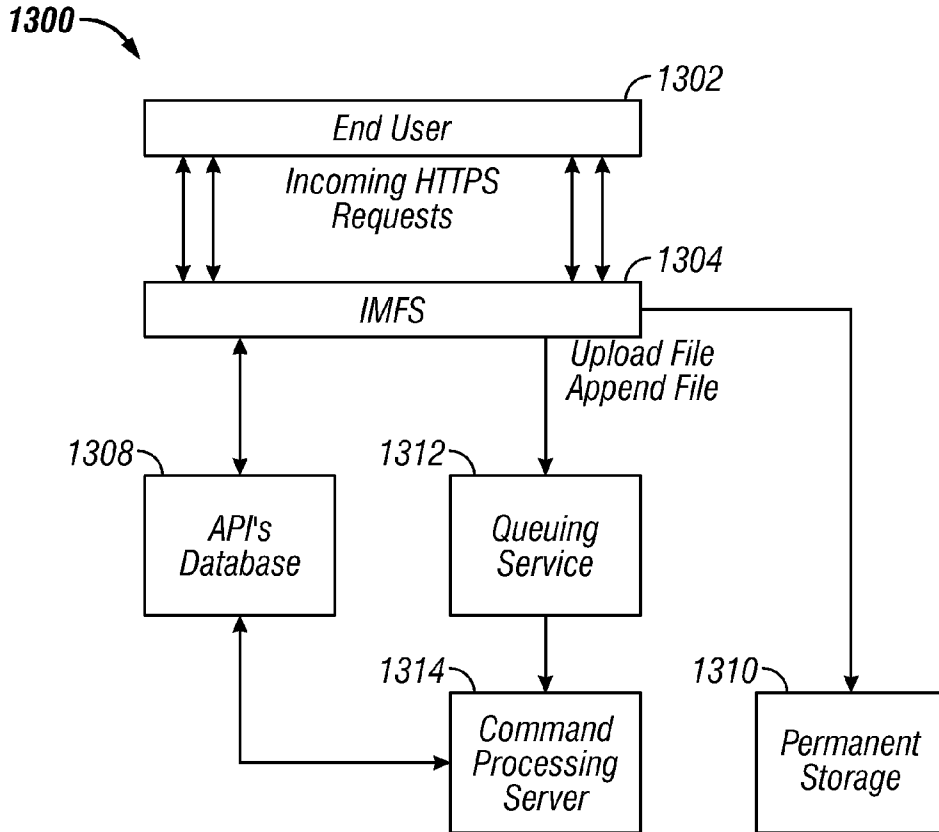 1300
1302
End User
Incoming HTTPS
Requests
1304
IMFS
Upload File
Append File
1308
1312
API's
Database
Queuing
Service
1314
1310
Command
Processing
Server
Permanent
Storage